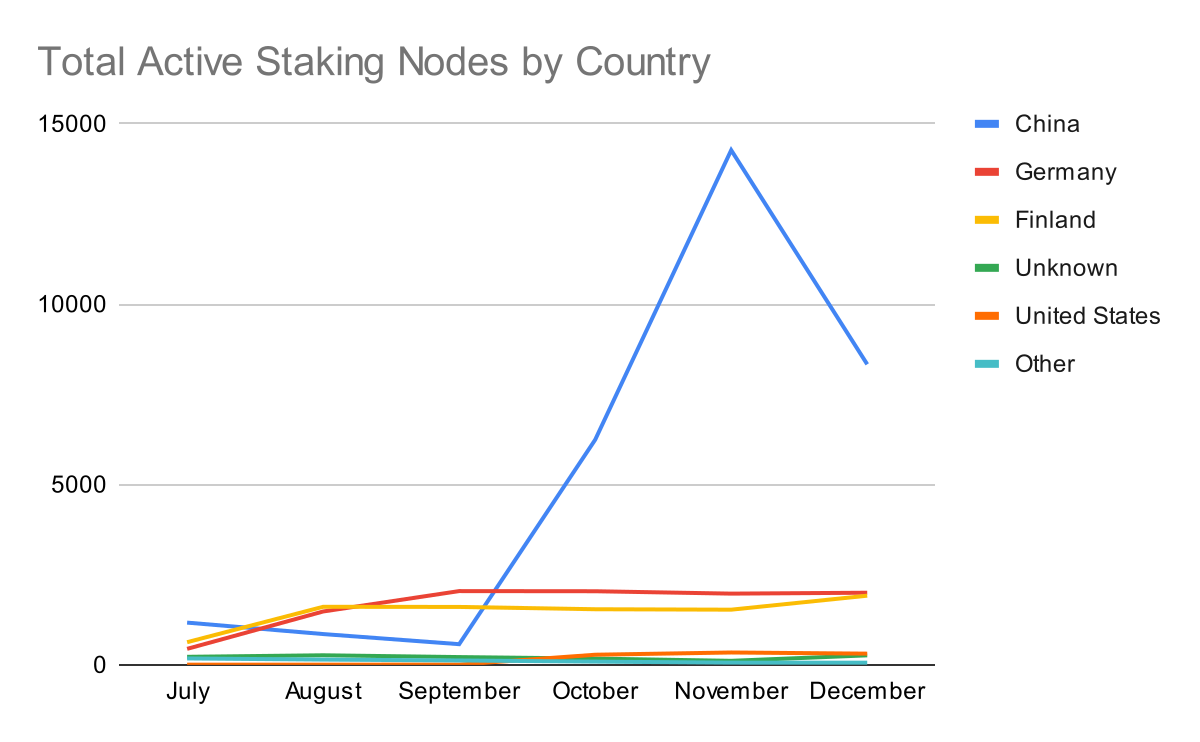 Total Active Staking Nodes by Country
15000
10000
5000
0
July
August
September
October
November
December
China
Germany
Finland
Unknown
United States
Other